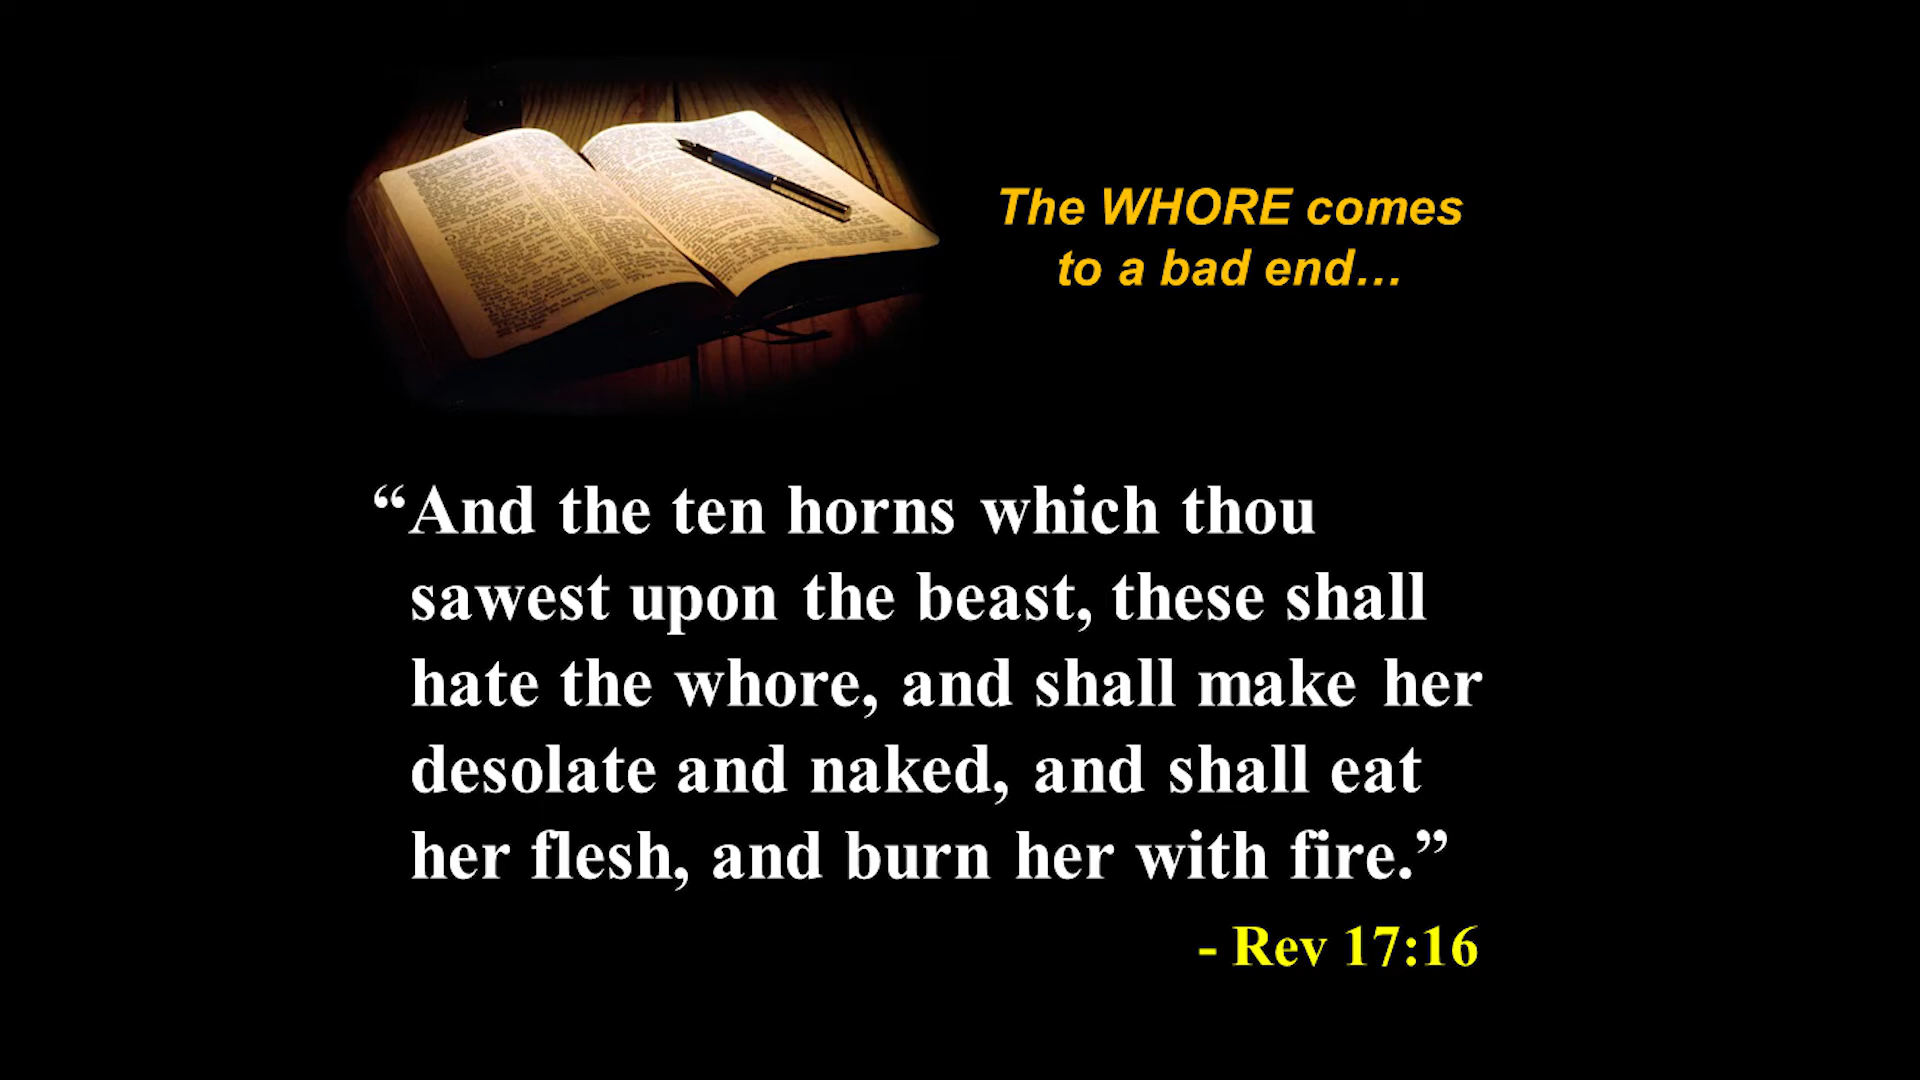 The WHORE comes
to a bad end...
“And the ten horns which thou
sawest upon the beast, these shall
hate the whore, and shall make her
desolate and naked, and shall eat
her flesh, and burn her with fire.”
- Rev 17:16